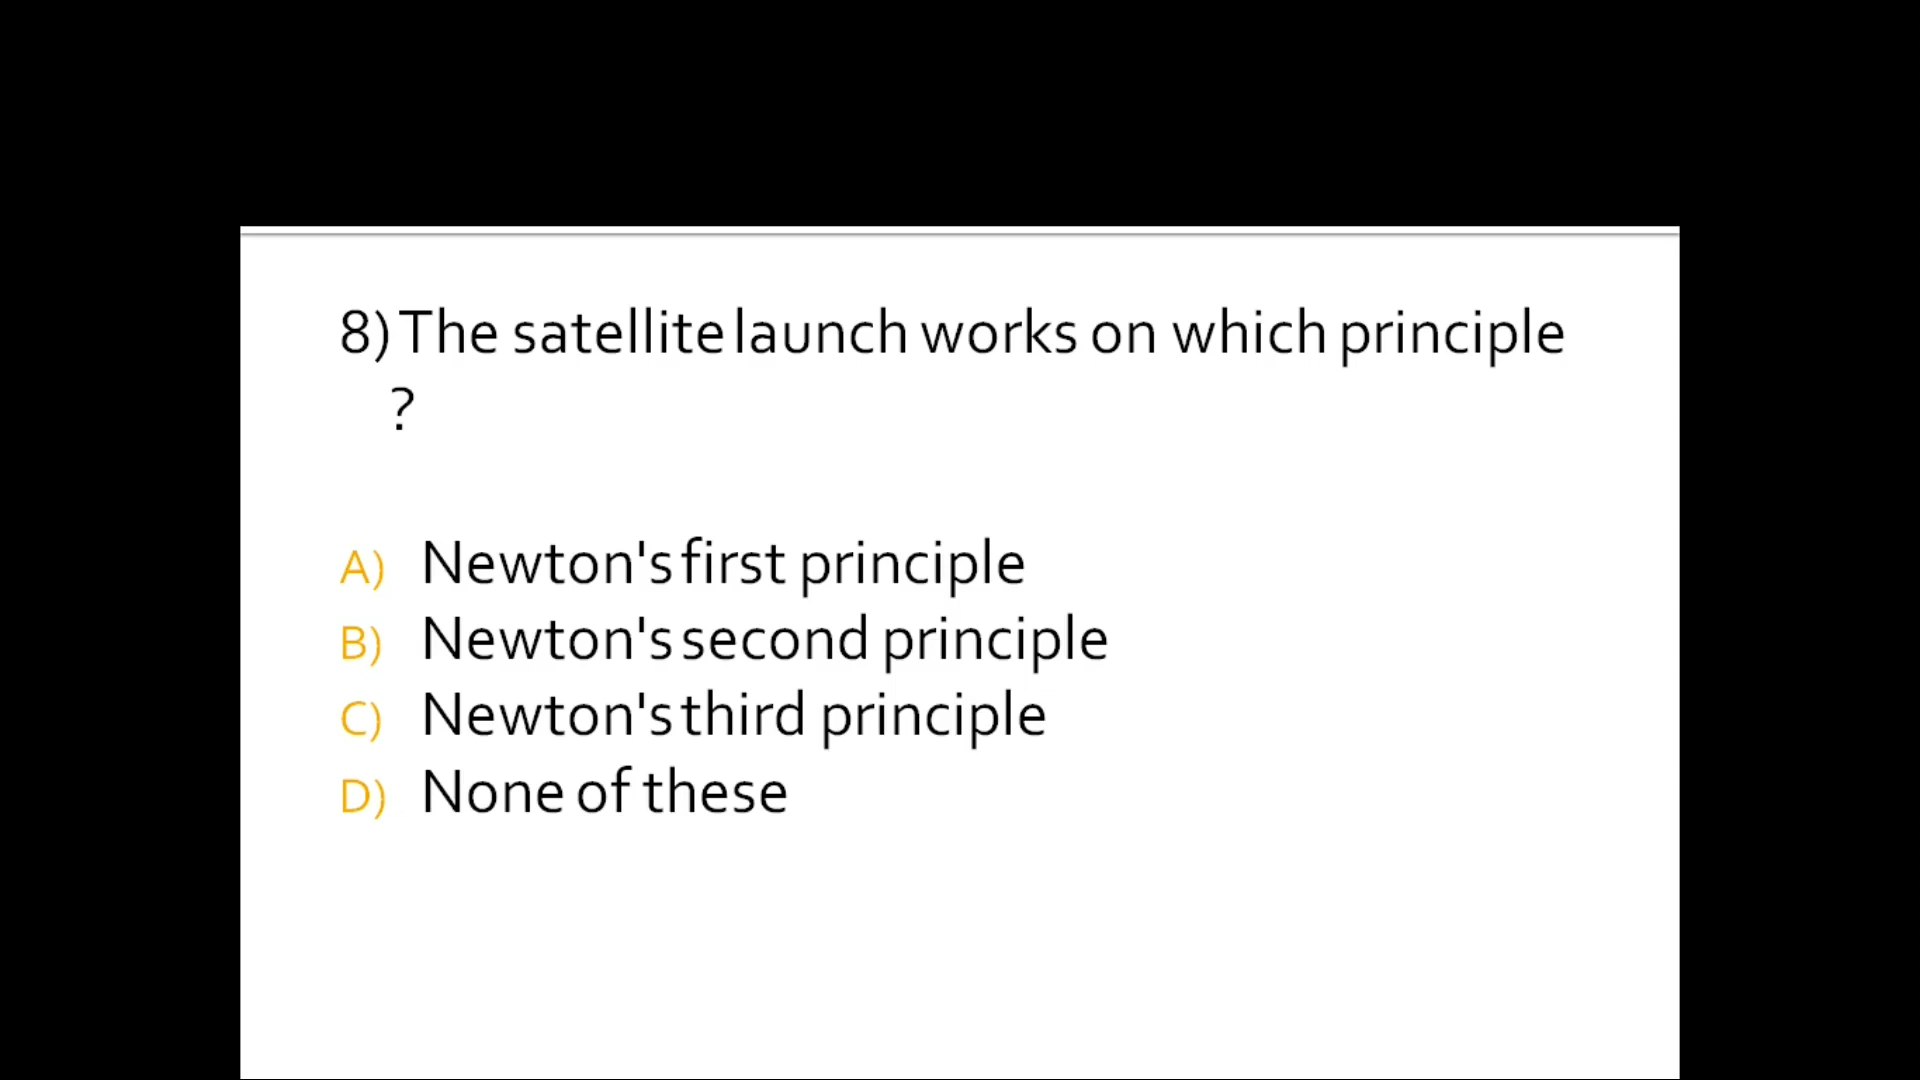 8) The satellite launch works on which principle
?
A) Newton's first principle
B) Newton's second principle
C) Newton's third principle
D) None of these